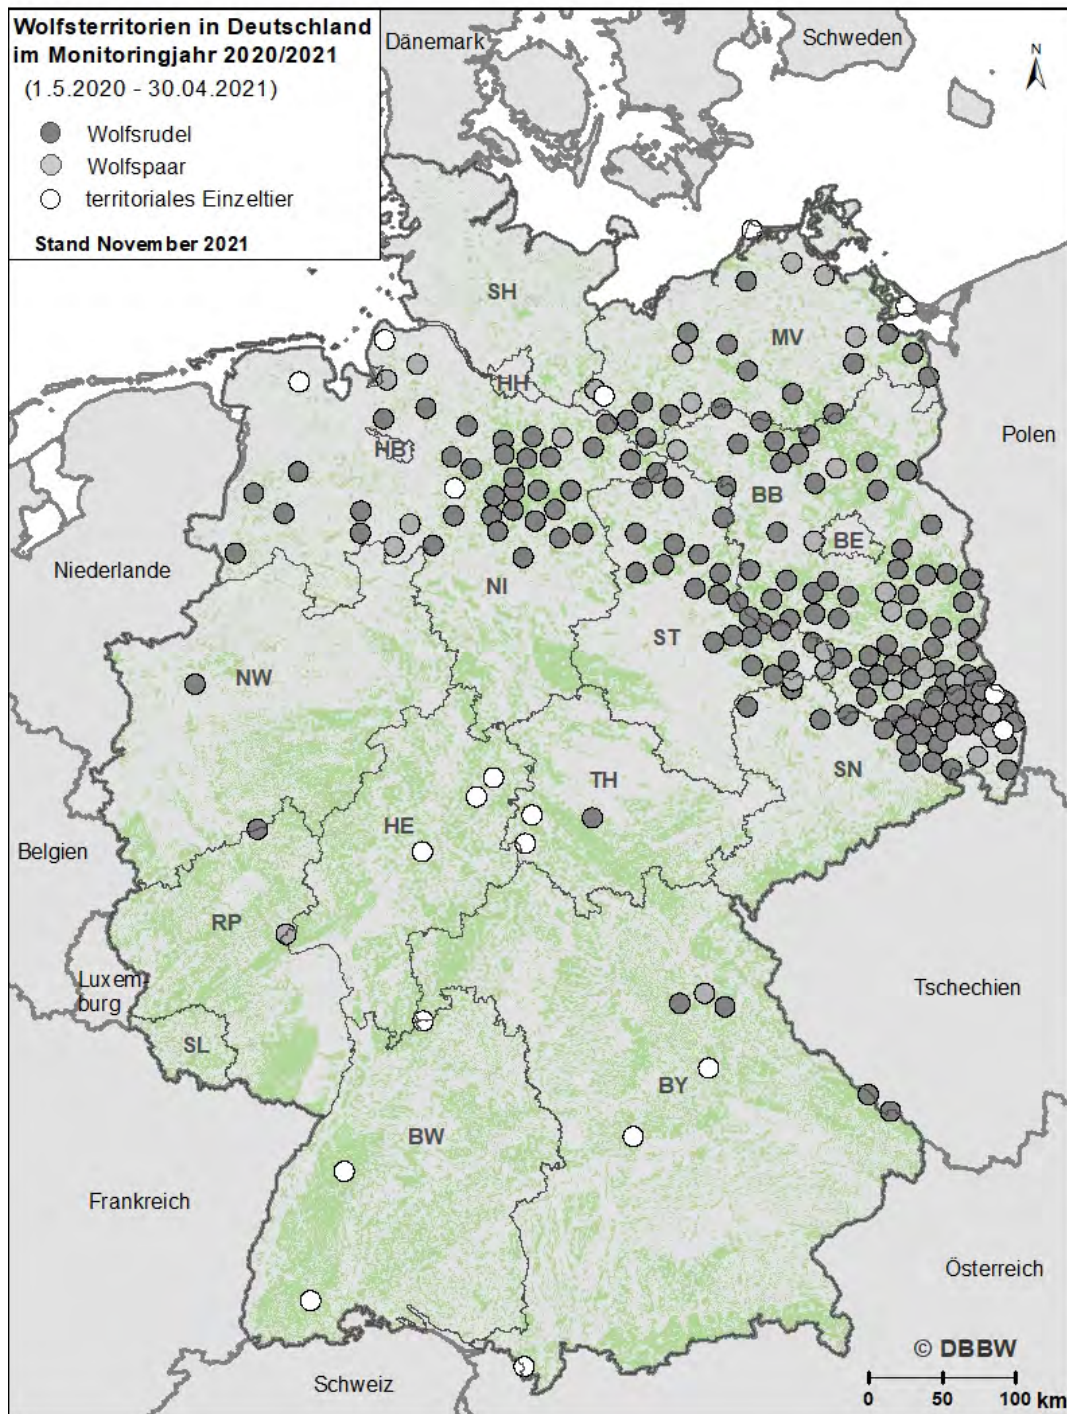 Wolfsterritorien in Deutschland
im Monitoringjahr 2020/2021
(1.5.2020 - 30.04.2021)
Wolfsrudel
Wolfspaar
territoriales Einzeltier
Stand November 2021
Dänemark
Schweden
N
SH
MV
HH
Polen
HB
BB
BE
Niederlande
NI
ST
NW
SN
TH
HE
Belgien
RP
Luxem-
burg
Tschechien
SL
BY
BW
Frankreich
Österreich
© DBBW
Schweiz
0 50 100 km